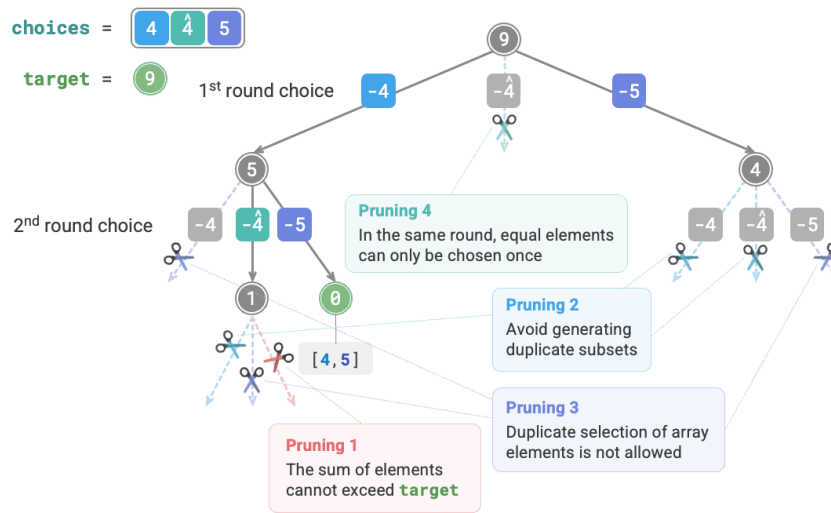 choices = 4 4̂ 5
target = 9
9
1st round choice
-4 -4̂ -5
5
4
Pruning 4
In the same round, equal elements
can only be chosen once
2nd round choice
-4 -4̂ -5
-4 -4̂ -5
1
0
[4,5]
Pruning 2
Avoid generating
duplicate subsets
Pruning 3
Duplicate selection of array
elements is not allowed
Pruning 1
The sum of elements
cannot exceed target